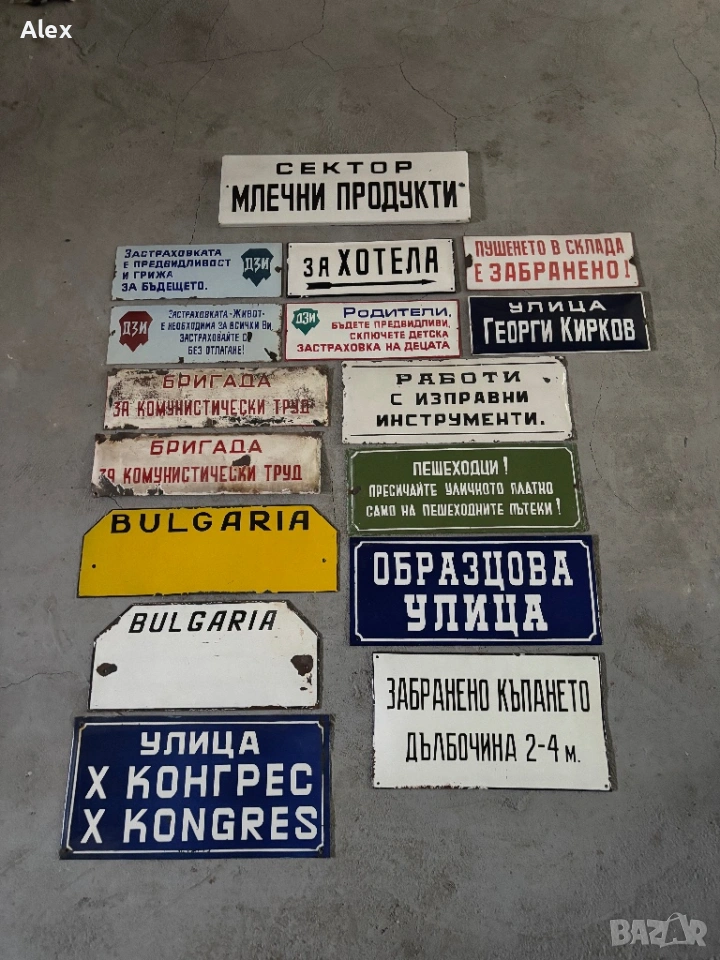 Alex
СЕКТОР
МЛЕЧНИ ПРОДУКТИ
ЗАСТРАХОВКАТА
Е ПРЕДВИДЛИВОСТ
И ГРИЖА
ЗА БЪДЕЩЕТО.
ДЗИ
ЗА ХОТЕЛА
ПУШЕНЕТО В СКЛАДА
Е ЗАБРАНЕНО!
ДЗИ
ЗАСТРАХОВКАТА-ЖИВОТ-
Е НЕОБХОДИМА ЗА ВСИЧКИ ВИ
ЗАСТРАХОВАЙТЕ СЕ
БЕЗ ОТЛАГАНЕ!
ДЗИ
РОДИТЕЛИ,
БЪДЕТЕ ПРЕДВИДЛИВИ,
СКЛЮЧЕТЕ ДЕТСКА
ЗАСТРАХОВКА НА ДЕЦАТА
УЛИЦА
ГЕОРГИ КИРКОВ
БРИГАДА
ЗА КОМУНИСТИЧЕСКИ ТРУД
РАБОТИ
С ИЗПРАВНИ
ИНСТРУМЕНТИ.
БРИГАДА
ЗА КОМУНИСТИЧЕСКИ ТРУД
ПЕШЕХОДЦИ!
ПРЕСИЧАЙТЕ УЛИЧНОТО ПЛАТНО
САМО НА ПЕШЕХОДНИТЕ ПЪТЕКИ!
BULGARIA
ОБРАЗЦОВА
УЛИЦА
BULGARIA
ЗАБРАНЕНО КЪПАНЕТО
ДЪЛБОЧИНА 2-4 м.
УЛИЦА
X КОНГРЕС
X KONGRES
BAZAR